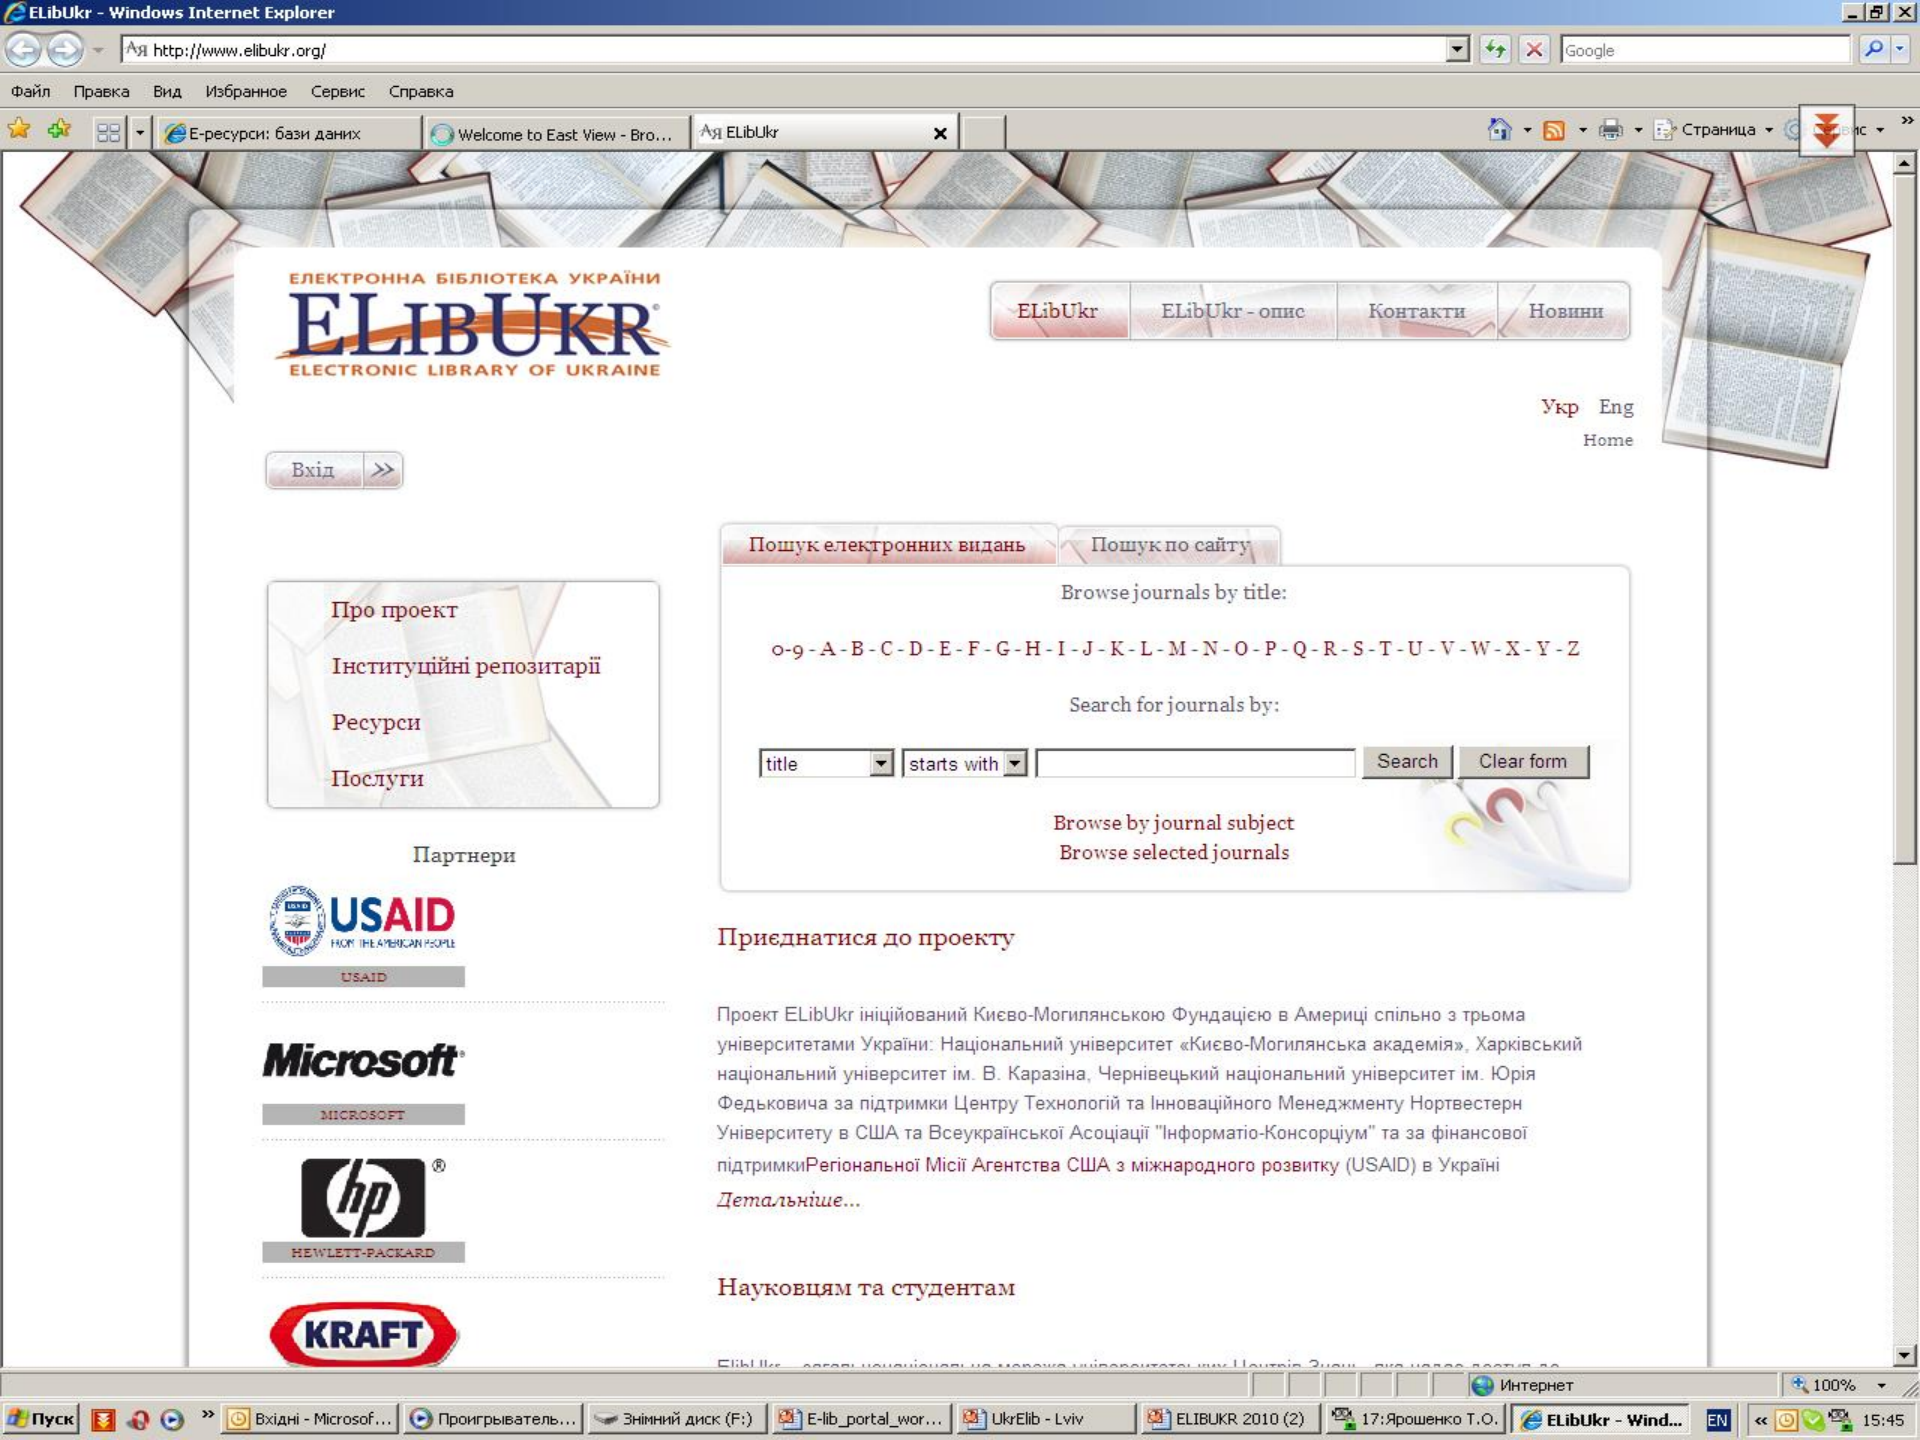 ELibUkr - Windows Internet Explorer
http://www.elibukr.org/
Google
Файл Правка Вид Избранное Сервис Справка
Е-ресурси: бази даних
Welcome to East View - Bro...
ELibUkr
Страница
ЕЛЕКТРОННА БІБЛІОТЕКА УКРАЇНИ
ELIBUKR
ELECTRONIC LIBRARY OF UKRAINE
ELibUkr ELibUkr - опис Контакти Новини
Укр Eng
Home
Вхід >>
Пошук електронних видань Пошук по сайту
Browse journals by title:
0-9 - A - B - C - D - E - F - G - H - I - J - K - L - M - N - O - P - Q - R - S - T - U - V - W - X - Y - Z
Search for journals by:
title starts with Search Clear form
Browse by journal subject
Browse selected journals
Про проект
Інституційні репозитарії
Ресурси
Послуги
Партнери
USAID
FROM THE AMERICAN PEOPLE
USAID
Microsoft
MICROSOFT
hp ®
HEWLETT-PACKARD
KRAFT
Приєднатися до проекту
Проект ELibUkr ініційований Києво-Могилянською Фундацією в Америці спільно з трьома
університетами України: Національний університет «Києво-Могилянська академія», Харківський
національний університет ім. В. Каразіна, Чернівецький національний університет ім. Юрія
Федьковича за підтримки Центру Технологій та Інноваційного Менеджменту Нортвестерн
Університету в США та Всеукраїнської Асоціації "Інформатіо-Консорціум" та за фінансової
підтримкиРегіональної Місії Агентства США з міжнародного розвитку (USAID) в Україні
Детальніше...
Науковцям та студентам
Интернет
100%
Пуск
»
Вхідні - Microsof...
Проигрыватель...
Знімний диск (F:)
E-lib_portal_wor...
UkrElib - Lviv
ELIBUKR 2010 (2)
17:Ярошенко Т.О.
ELibUkr - Wind...
EN
«
15:45